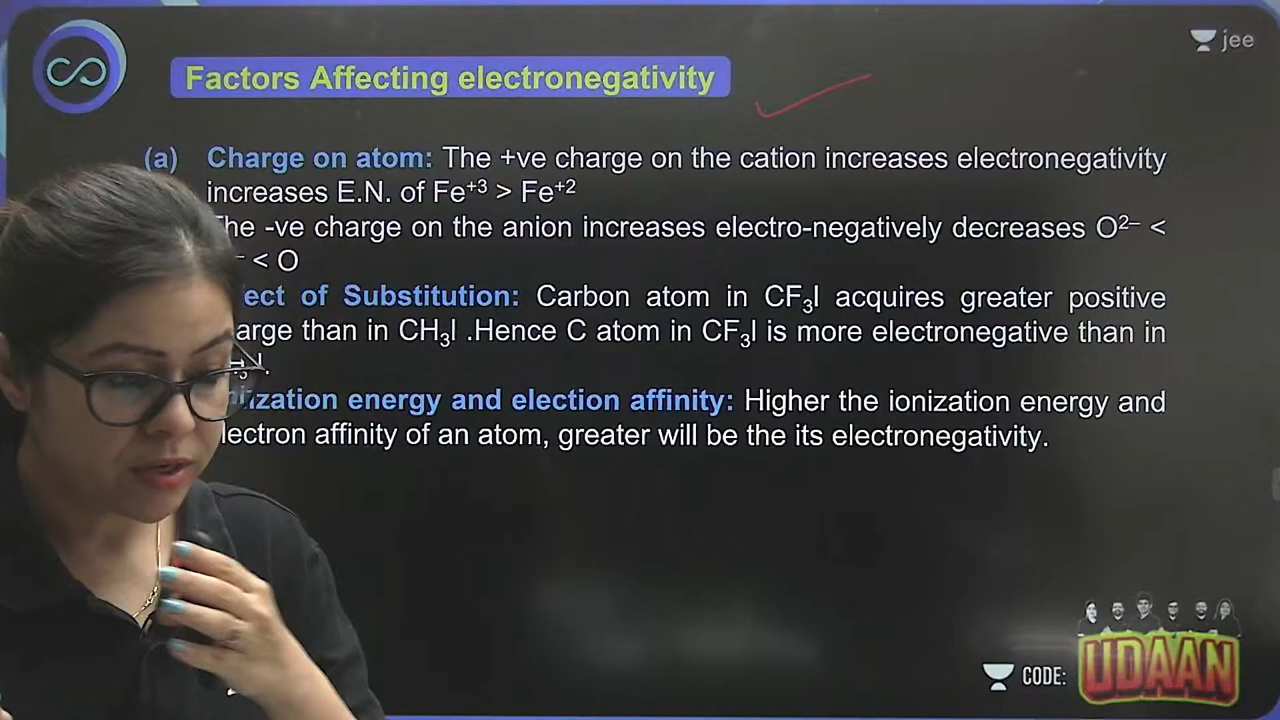 jee
Factors Affecting electronegativity
(a) Charge on atom: The +ve charge on the cation increases electronegativity
increases E.N. of Fe⁺³ > Fe⁺²
he -ve charge on the anion increases electro-negatively decreases O²⁻ <
⁻ < O
ect of Substitution: Carbon atom in CF₃I acquires greater positive
arge than in CH₃I .Hence C atom in CF₃I is more electronegative than in
ization energy and election affinity: Higher the ionization energy and
lectron affinity of an atom, greater will be the its electronegativity.
CODE: UDAAN